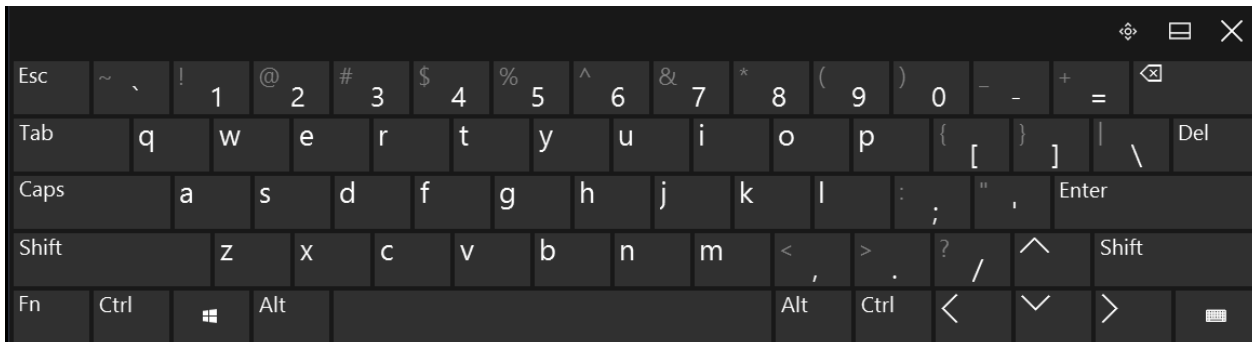 Esc ~ ` ! 1 @ 2 # 3 $ 4 % 5 ^ 6 & 7 * 8 ( 9 ) 0 _ - + =
Tab q w e r t y u i o p { [ } ] | \ Del
Caps a s d f g h j k l : ; " ' Enter
Shift z x c v b n m < , > . ? / Shift
Fn Ctrl Alt Alt Ctrl